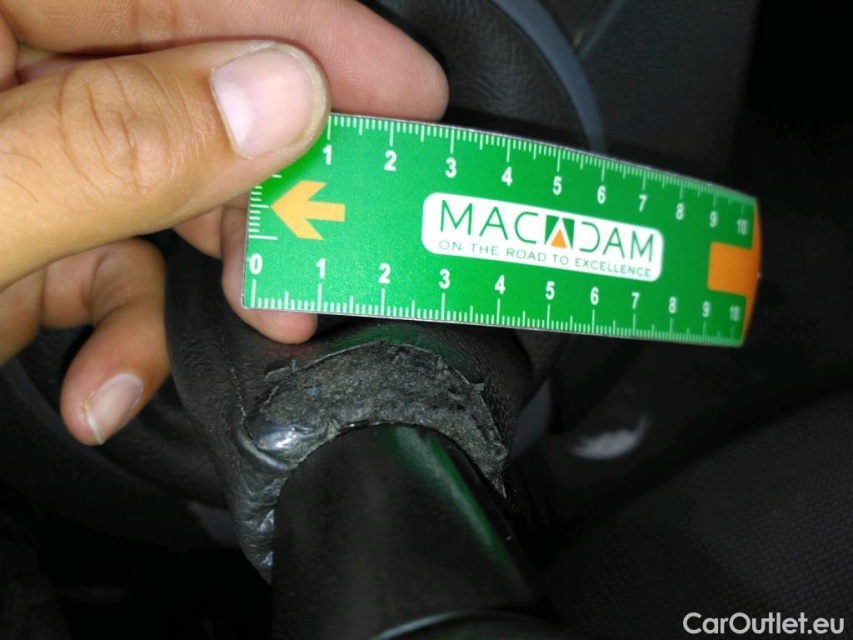 1 2 3 4 5 6 7 8 9 10
MACADAM
ON THE ROAD TO EXCELLENCE
0 1 2 3 4 5 6 7 8 9 10
CarOutlet.eu